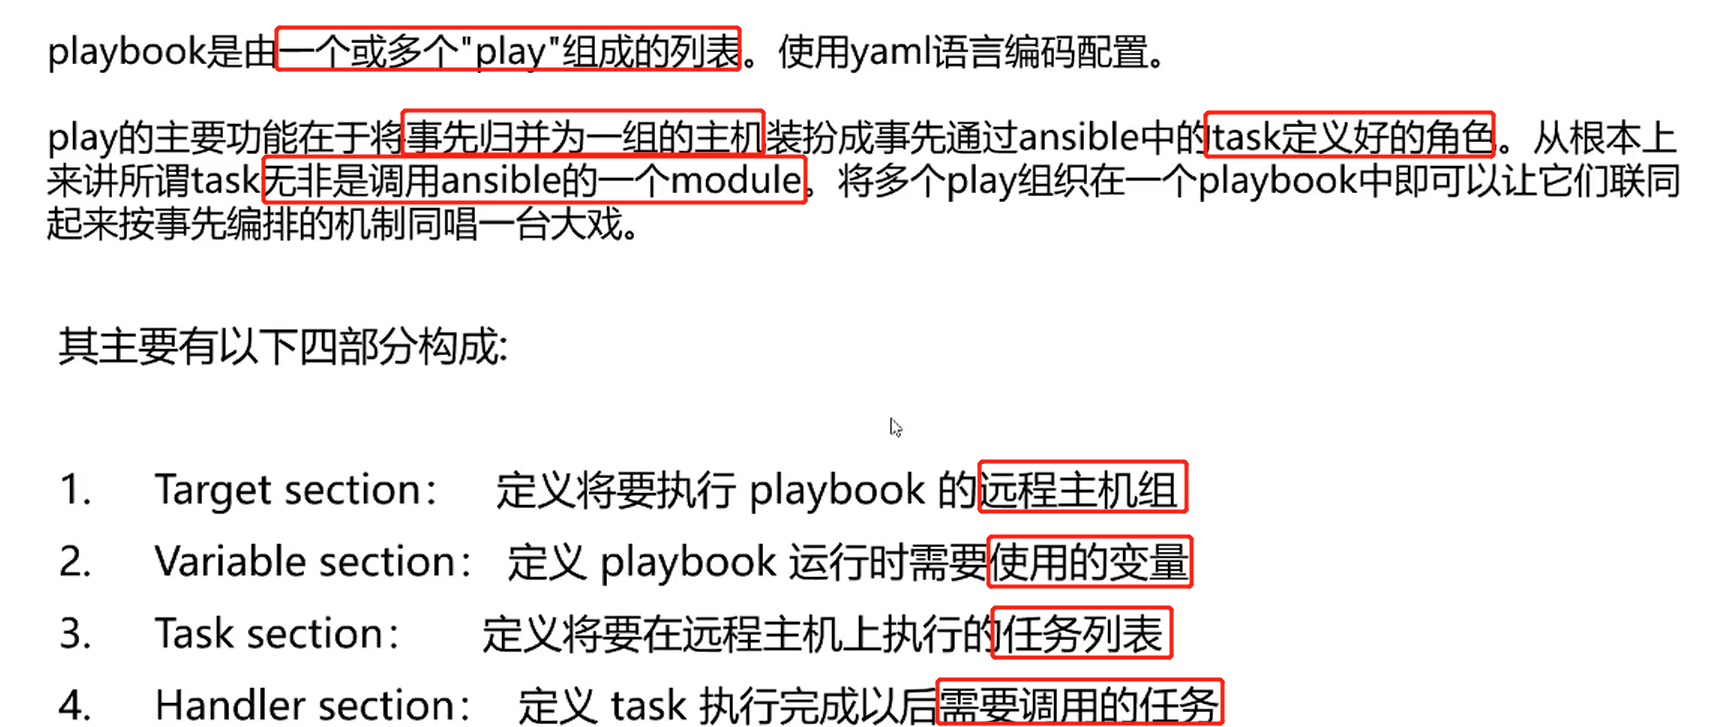 playbook是由一个或多个"play"组成的列表。使用yaml语言编码配置。
play的主要功能在于将事先归并为一组的主机装扮成事先通过ansible中的task定义好的角色。从根本上
来讲所谓task无非是调用ansible的一个module。将多个play组织在一个playbook中即可以让它们联同
起来按事先编排的机制同唱一台大戏。
其主要有以下四部分构成:
1. Target section： 定义将要执行 playbook 的远程主机组
2. Variable section： 定义 playbook 运行时需要使用的变量
3. Task section： 定义将要在远程主机上执行的任务列表
4. Handler section： 定义 task 执行完成以后需要调用的任务